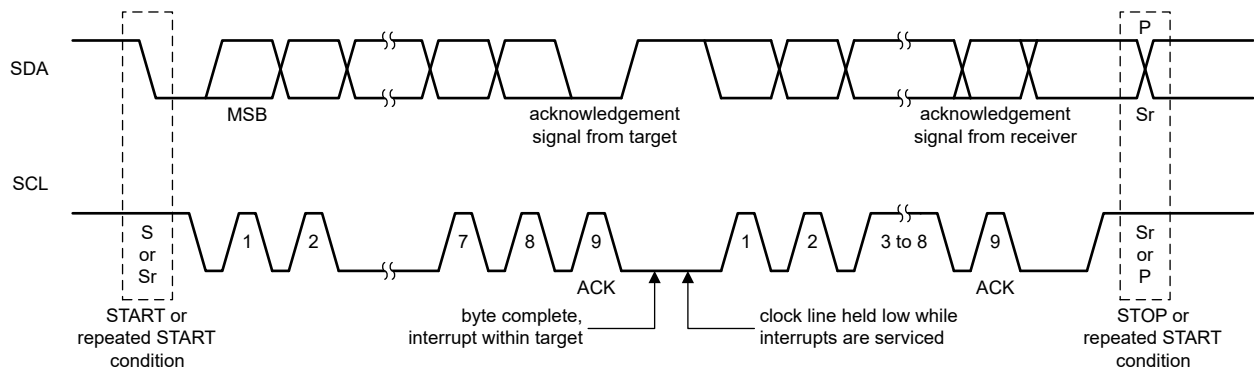 P
SDA
MSB
acknowledgement
signal from target
acknowledgement
signal from receiver
Sr
SCL
S
or
Sr
1
2
7
8
9
1
2
3 to 8
9
Sr
or
P
ACK
ACK
START or
repeated START
condition
byte complete,
interrupt within target
clock line held low while
interrupts are serviced
STOP or
repeated START
condition